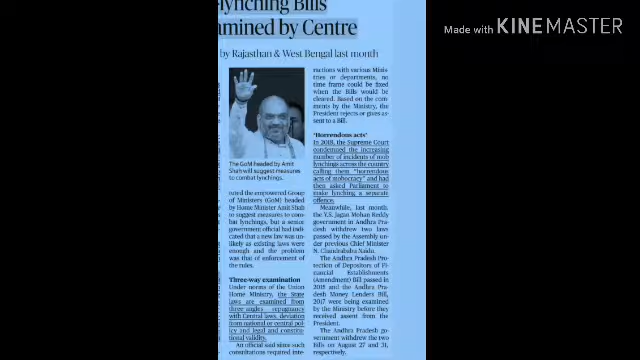 -lynching Bills
amined by Centre
by Rajasthan & West Bengal last month
The GoM headed by Amit
Shah will suggest measures
to combat lynchings.
tuted the empowered Group
of Ministers (GoM) headed
by Home Minister Amit Shah
to suggest measures to com-
bat lynchings, but a senior
government official had indi-
cated that a new law was un-
likely as existing laws were
enough and the problem
was that of enforcement of
the rules.
Three-way examination
Under norms of the Union
Home Ministry, the State
laws are examined from
three angles repugnancy
with Central laws, deviation
from national or central pol-
icy and legal and constitu-
tional validity.
An official said since such
consultations required inte-
ractions with various Minis-
tries or departments, no
time frame could be fixed
when the Bills would be
cleared. Based on the com-
ments by the Ministry, the
President rejects or gives as-
sent to a Bill.
'Horrendous acts'
In 2018, the Supreme Court
condemned the increasing
number of incidents of mob
lynchings across the country
calling them "horrendous
acts of mobocracy" and had
then asked Parliament to
make lynching a separate
offence.
Meanwhile, last month,
the Y.S. Jagan Mohan Reddy
government in Andhra Pra-
desh withdrew two laws
passed by the Assembly un-
der previous Chief Minister
N. Chandrababu Naidu.
The Andhra Pradesh Pro-
tection of Depositors of Fi-
nancial Establishments
(Amendment) Bill passed in
2015 and the Andhra Pra-
desh Money Lenders Bill,
2017 were being examined
by the Ministry before they
received assent from the
President.
The Andhra Pradesh go-
vernment withdrew the two
Bills on August 27 and 31,
respectively.
Made with KINEMASTER